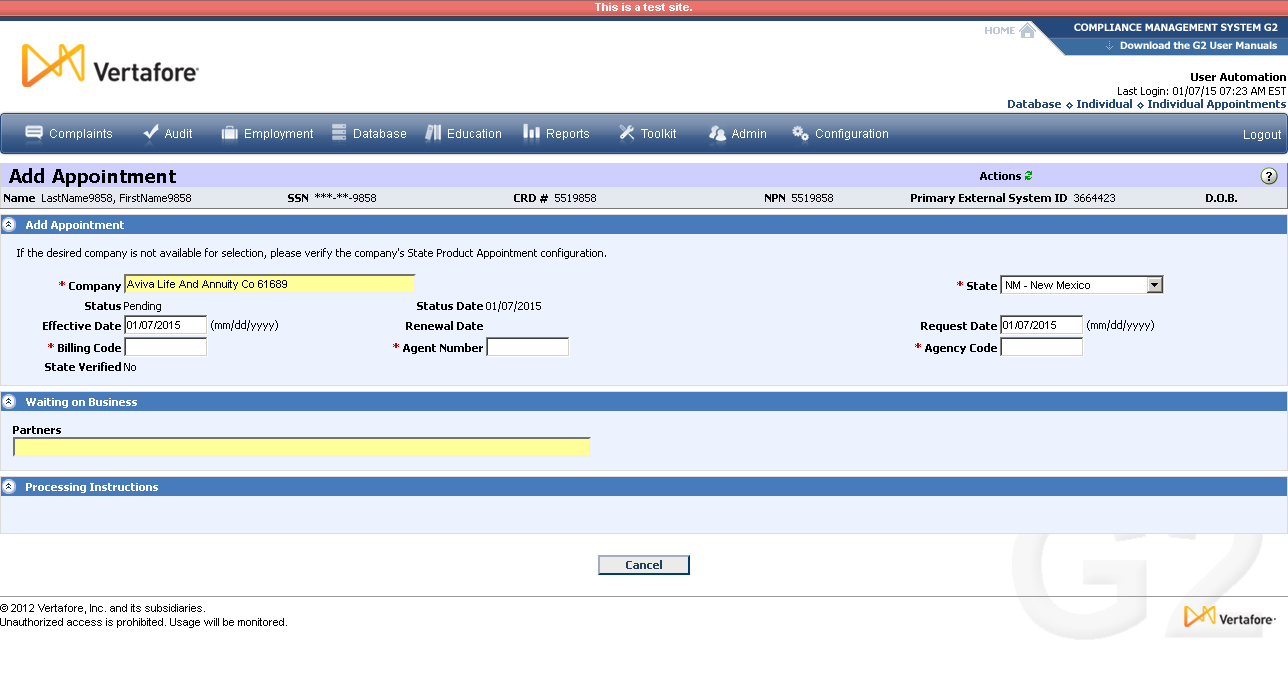 This is a test site.
HOME
COMPLIANCE MANAGEMENT SYSTEM G2
Download the G2 User Manuals
Vertafore
User Automation
Last Login: 01/07/15 07:23 AM EST
Database ⬦ Individual ⬦ Individual Appointments
Complaints Audit Employment Database Education Reports Toolkit Admin Configuration Logout
Add Appointment Actions ?
Name LastName9858, FirstName9858 SSN ***-**-9858 CRD # 5519858 NPN 5519858 Primary External System ID 3664423 D.O.B.
Add Appointment
If the desired company is not available for selection, please verify the company's State Product Appointment configuration.
* Company Aviva Life And Annuity Co 61689 * State NM - New Mexico
Status Pending Status Date 01/07/2015
Effective Date 01/07/2015 (mm/dd/yyyy) Renewal Date Request Date 01/07/2015 (mm/dd/yyyy)
* Billing Code * Agent Number * Agency Code
State Verified No
Waiting on Business
Partners
Processing Instructions
Cancel
G2
© 2012 Vertafore, Inc. and its subsidiaries.
Unauthorized access is prohibited. Usage will be monitored.
Vertafore